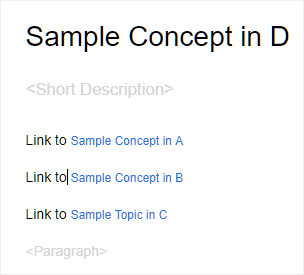 Sample Concept in D
<Short Description>
Link to Sample Concept in A
Link to Sample Concept in B
Link to Sample Topic in C
<Paragraph>